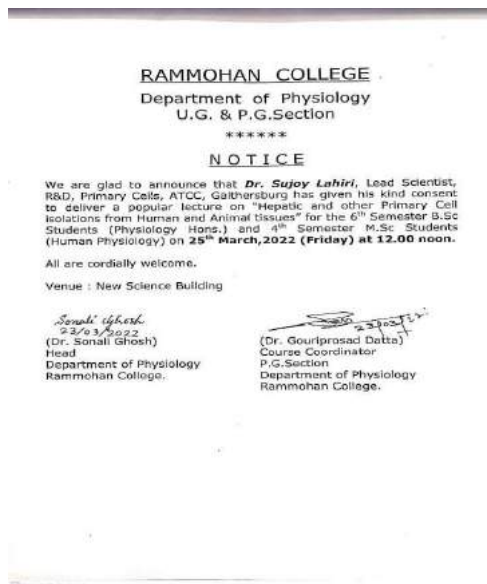 RAMMOHAN COLLEGE
Department of Physiology
U.G. & P.G.Section
******
NOTICE
We are glad to announce that Dr. Sujoy Lahiri, Lead Scientist,
R&D, Primary Cells, ATCC, Gaithersburg has given his kind consent
to deliver a popular lecture on "Hepatic and other Primary Cell
isolations from Human and Animal tissues" for the 6th Semester B.Sc
Students (Physiology Hons.) and 4th Semester M.Sc Students
(Human Physiology) on 25th March,2022 (Friday) at 12.00 noon.
All are cordially welcome.
Venue : New Science Building
Sonali Ghosh
23/03/2022
(Dr. Sonali Ghosh)
Head
Department of Physiology
Rammohan College.
23/03/22
(Dr. Gouriprosad Datta)
Course Coordinator
P.G.Section
Department of Physiology
Rammohan College.